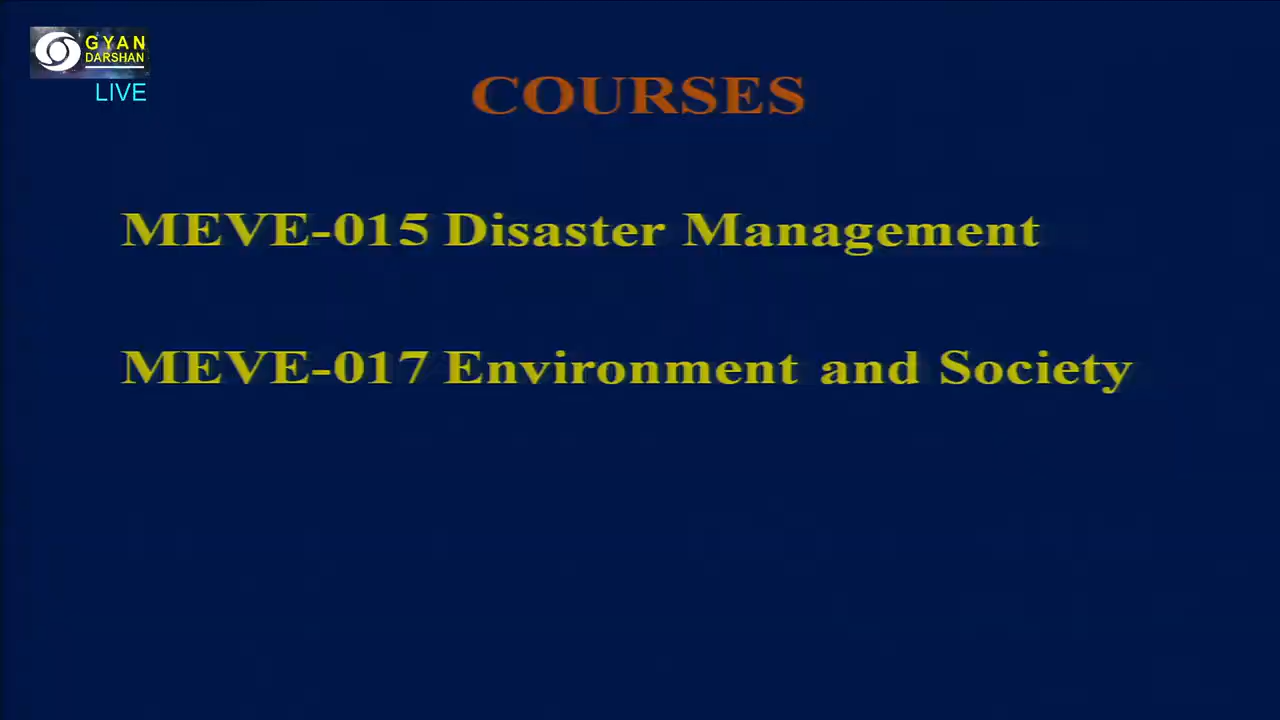 GYAN
DARSHAN
LIVE
COURSES
MEVE-015 Disaster Management
MEVE-017 Environment and Society